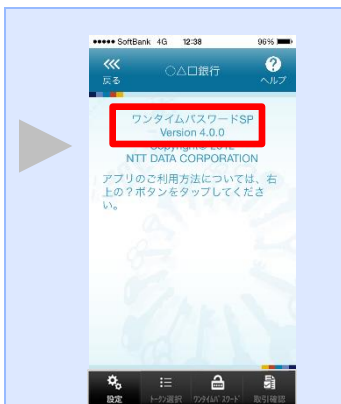 ●●●●● SoftBank 4G 12:38 96%
戻る
○△□銀行
?
ヘルプ
ワンタイムパスワードSP
Version 4.0.0
Copyright© 2012
NTT DATA CORPORATION
アプリのご利用方法については、右
上の?ボタンをタップしてくださ
い。
設定 トークン選択 ワンタイムパスワード 取引確認